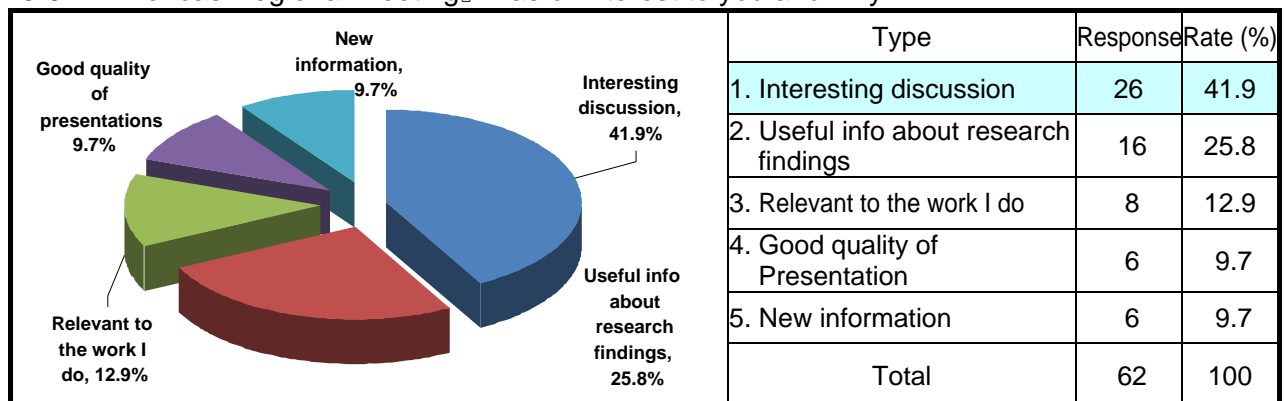 New
information,
9.7%
Good quality
of
presentations
9.7%
Interesting
discussion,
41.9%
Useful info
about
research
findings,
25.8%
Relevant to
the work I
do, 12.9%
Type Response Rate (%)
1. Interesting discussion 26 41.9
2. Useful info about research
findings 16 25.8
3. Relevant to the work I do 8 12.9
4. Good quality of
Presentation 6 9.7
5. New information 6 9.7
Total 62 100